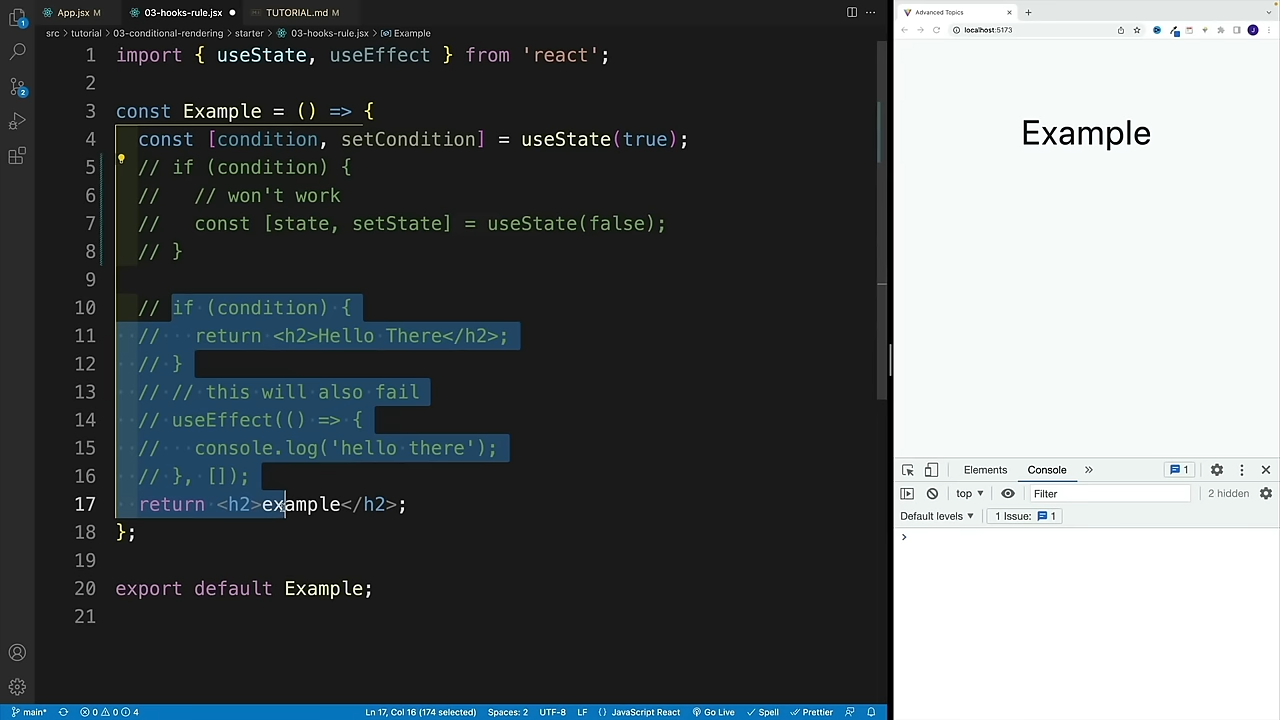 App.jsx M
03-hooks-rule.jsx
TUTORIAL.md M
src > tutorial > 03-conditional-rendering > starter > 03-hooks-rule.jsx > Example
1 import { useState, useEffect } from 'react';
2
3 const Example = () => {
4 const [condition, setCondition] = useState(true);
5 // if (condition) {
6 // // won't work
7 // const [state, setState] = useState(false);
8 // }
9
10 // if (condition) {
11 // return <h2>Hello There</h2>;
12 // }
13 // // this will also fail
14 // useEffect(() => {
15 // console.log('hello there');
16 // }, []);
17 return <h2>example</h2>;
18 };
19
20 export default Example;
21
1
2
main*
0 0 4
Ln 17, Col 16 (174 selected)
Spaces: 2
UTF-8
LF
{ } JavaScript React
Go Live
Spell
Prettier
Advanced Topics
localhost:5173
J
Example
Elements
Console
1
top
Filter
2 hidden
Default levels
1 Issue: 1